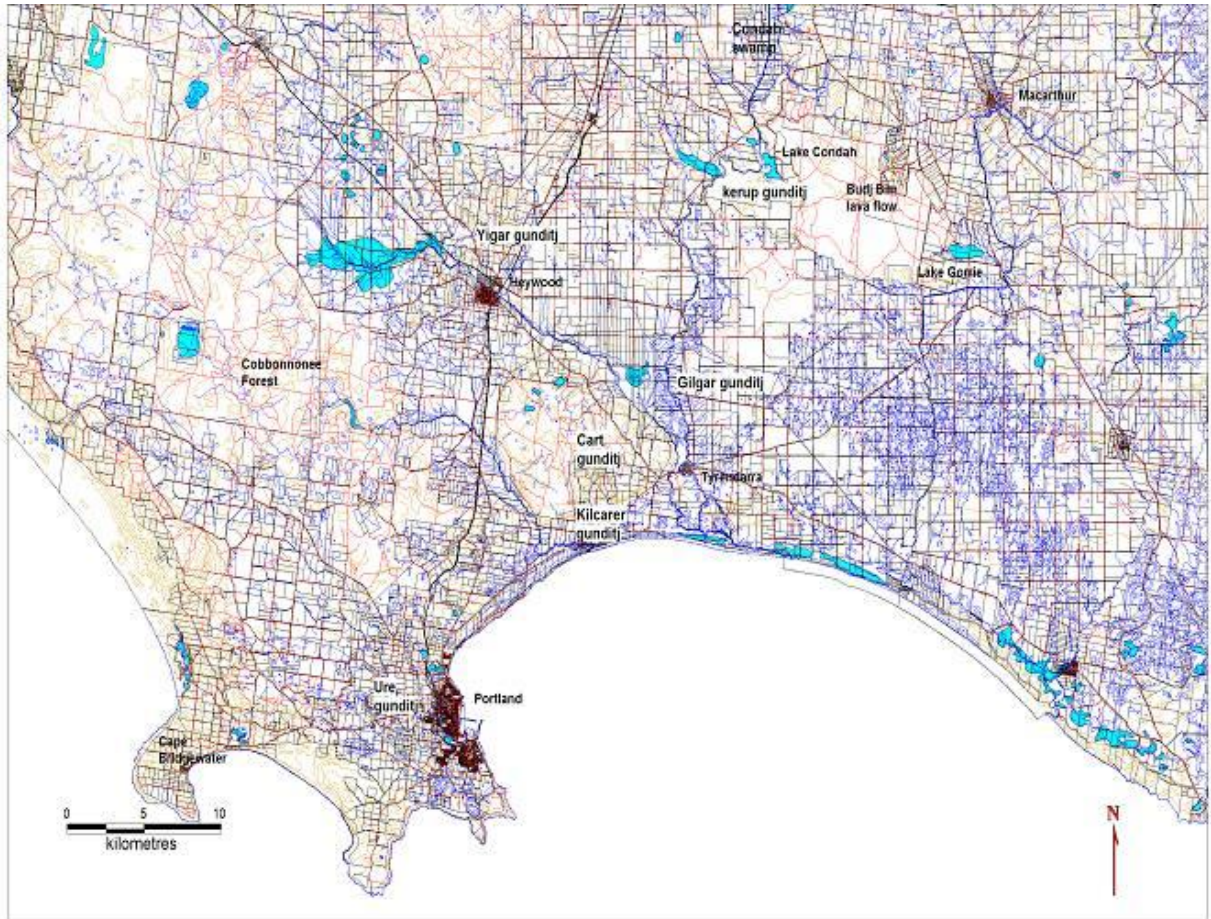 Condah
swamp
Macarthur
Lake Condah
kerup gunditj
Budj Bim
lava flow
Yigar gunditj
Lake Gorrie
Heywood
Cobbonnonee
Forest
Gilgar gunditj
Cart
gunditj
Tyrendarra
Kilcarer
gunditj
Ure
gunditj
Portland
Cape
Bridgewater
0 5 10
kilometres
N